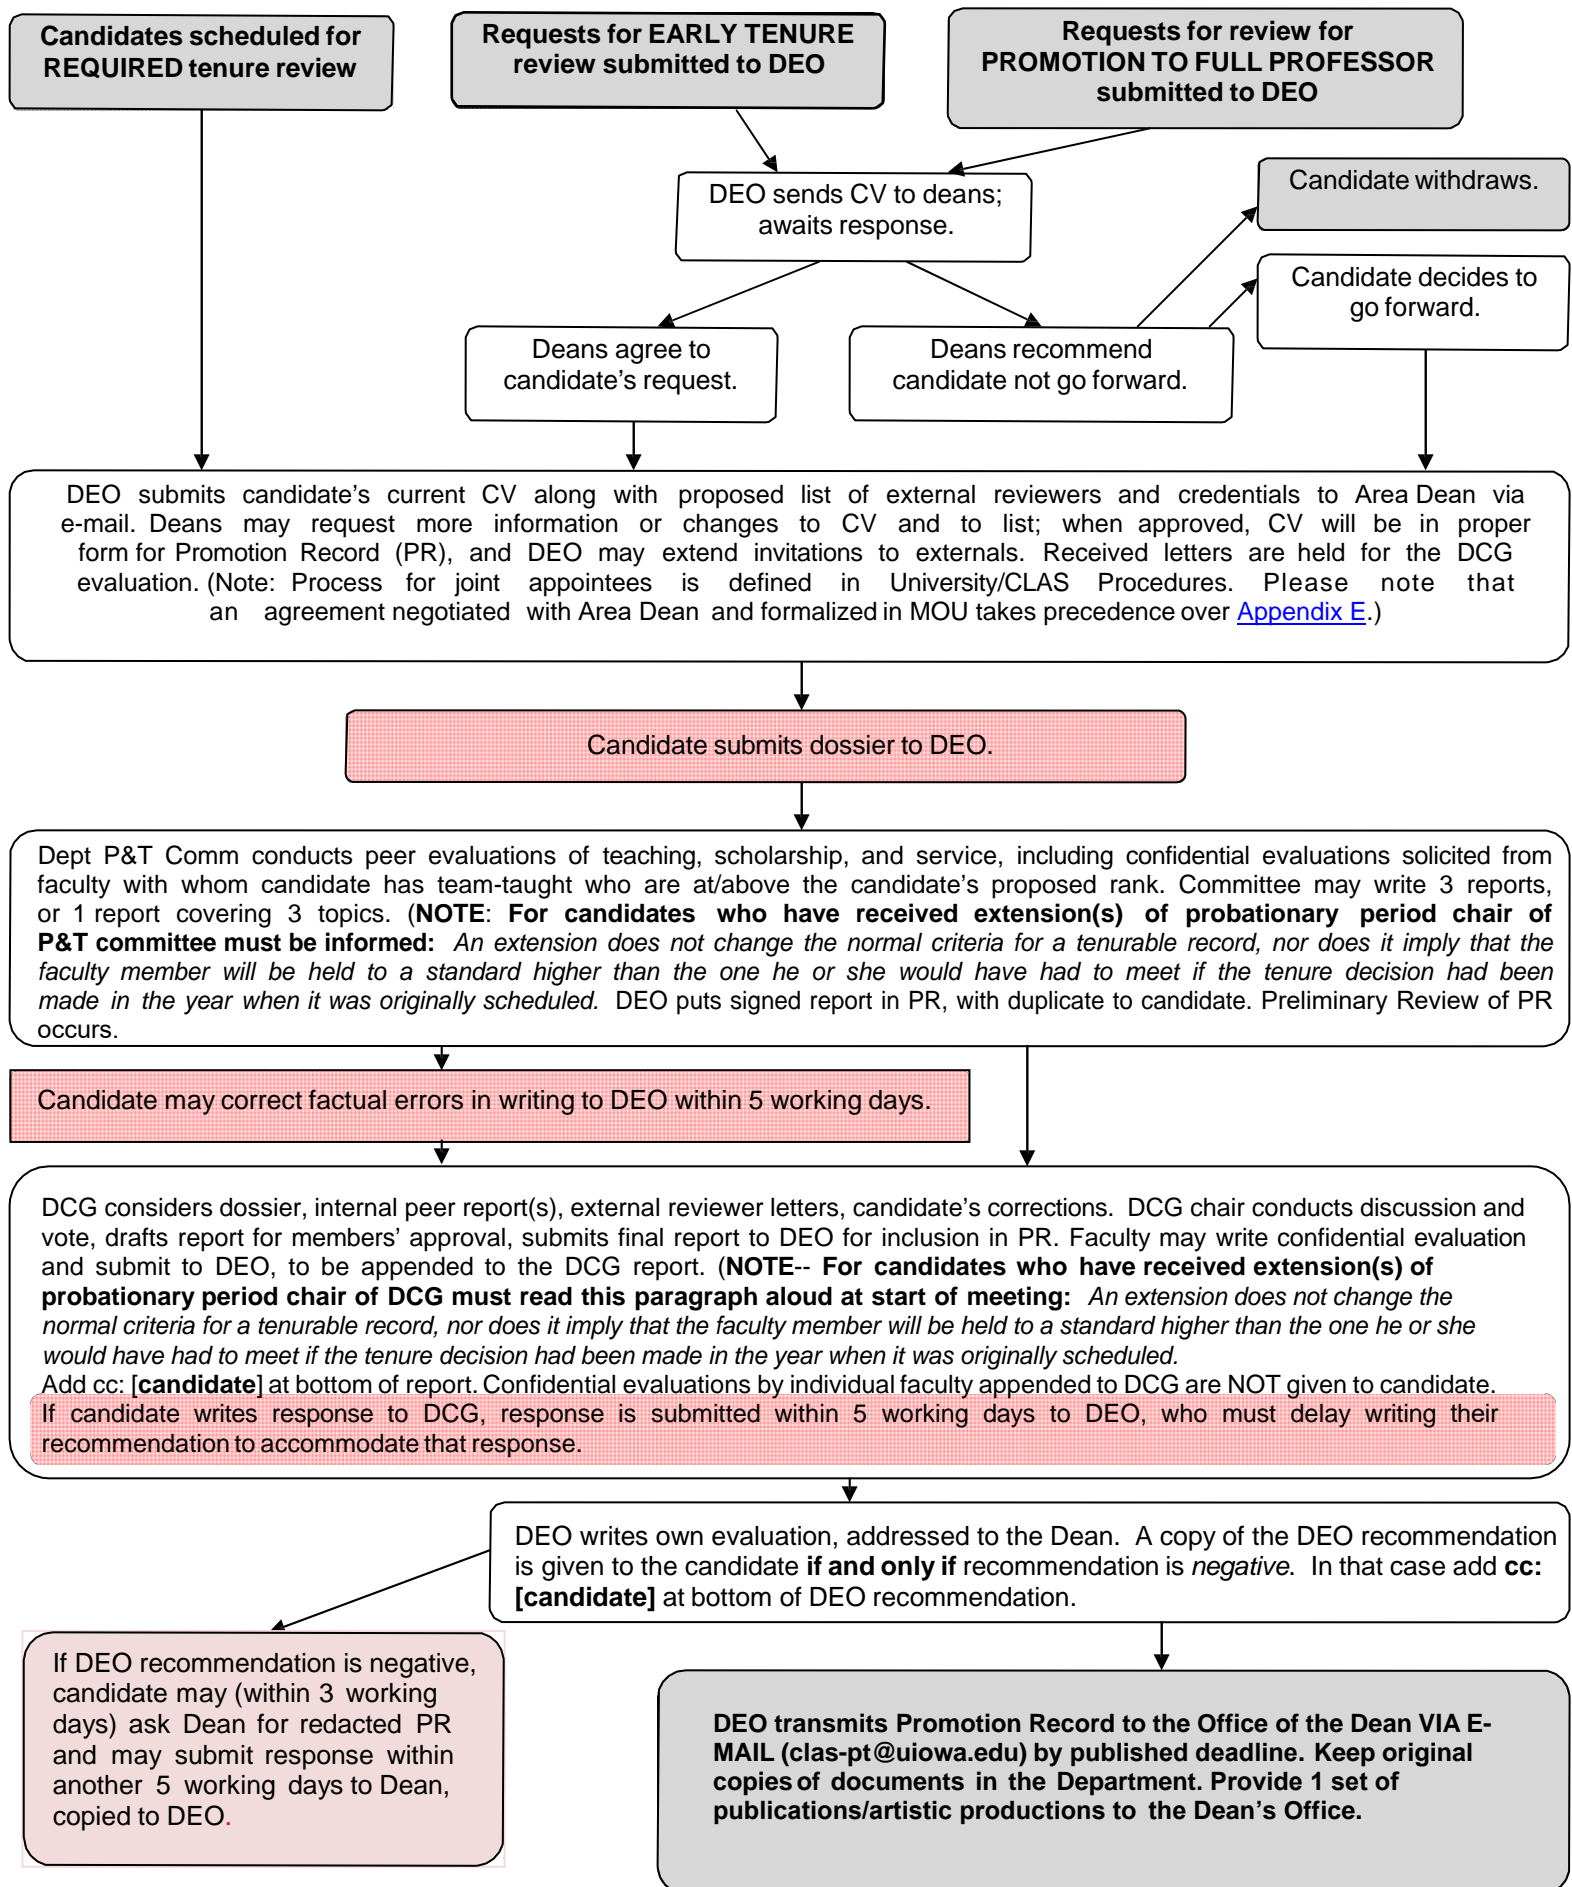 Candidates scheduled for
REQUIRED tenure review
Requests for EARLY TENURE
review submitted to DEO
Requests for review for
PROMOTION TO FULL PROFESSOR
submitted to DEO
DEO sends CV to deans;
awaits response.
Candidate withdraws.
Candidate decides to
go forward.
Deans agree to
candidate’s request.
Deans recommend
candidate not go forward.
DEO submits candidate’s current CV along with proposed list of external reviewers and credentials to Area Dean via
e-mail. Deans may request more information or changes to CV and to list; when approved, CV will be in proper
form for Promotion Record (PR), and DEO may extend invitations to externals. Received letters are held for the DCG
evaluation. (Note: Process for joint appointees is defined in University/CLAS Procedures. Please note that
an agreement negotiated with Area Dean and formalized in MOU takes precedence over Appendix E.)
Candidate submits dossier to DEO.
Dept P&T Comm conducts peer evaluations of teaching, scholarship, and service, including confidential evaluations solicited from
faculty with whom candidate has team-taught who are at/above the candidate’s proposed rank. Committee may write 3 reports,
or 1 report covering 3 topics. (NOTE: For candidates who have received extension(s) of probationary period chair of
P&T committee must be informed: An extension does not change the normal criteria for a tenurable record, nor does it imply that the
faculty member will be held to a standard higher than the one he or she would have had to meet if the tenure decision had been
made in the year when it was originally scheduled. DEO puts signed report in PR, with duplicate to candidate. Preliminary Review of PR
occurs.
Candidate may correct factual errors in writing to DEO within 5 working days.
DCG considers dossier, internal peer report(s), external reviewer letters, candidate’s corrections. DCG chair conducts discussion and
vote, drafts report for members’ approval, submits final report to DEO for inclusion in PR. Faculty may write confidential evaluation
and submit to DEO, to be appended to the DCG report. (NOTE-- For candidates who have received extension(s) of
probationary period chair of DCG must read this paragraph aloud at start of meeting: An extension does not change the
normal criteria for a tenurable record, nor does it imply that the faculty member will be held to a standard higher than the one he or she
would have had to meet if the tenure decision had been made in the year when it was originally scheduled.
Add cc: [candidate] at bottom of report. Confidential evaluations by individual faculty appended to DCG are NOT given to candidate.
If candidate writes response to DCG, response is submitted within 5 working days to DEO, who must delay writing their
recommendation to accommodate that response.
DEO writes own evaluation, addressed to the Dean. A copy of the DEO recommendation
is given to the candidate if and only if recommendation is negative. In that case add cc:
[candidate] at bottom of DEO recommendation.
If DEO recommendation is negative,
candidate may (within 3 working
days) ask Dean for redacted PR
and may submit response within
another 5 working days to Dean,
copied to DEO.
DEO transmits Promotion Record to the Office of the Dean VIA E-
MAIL (clas-pt@uiowa.edu) by published deadline. Keep original
copies of documents in the Department. Provide 1 set of
publications/artistic productions to the Dean’s Office.